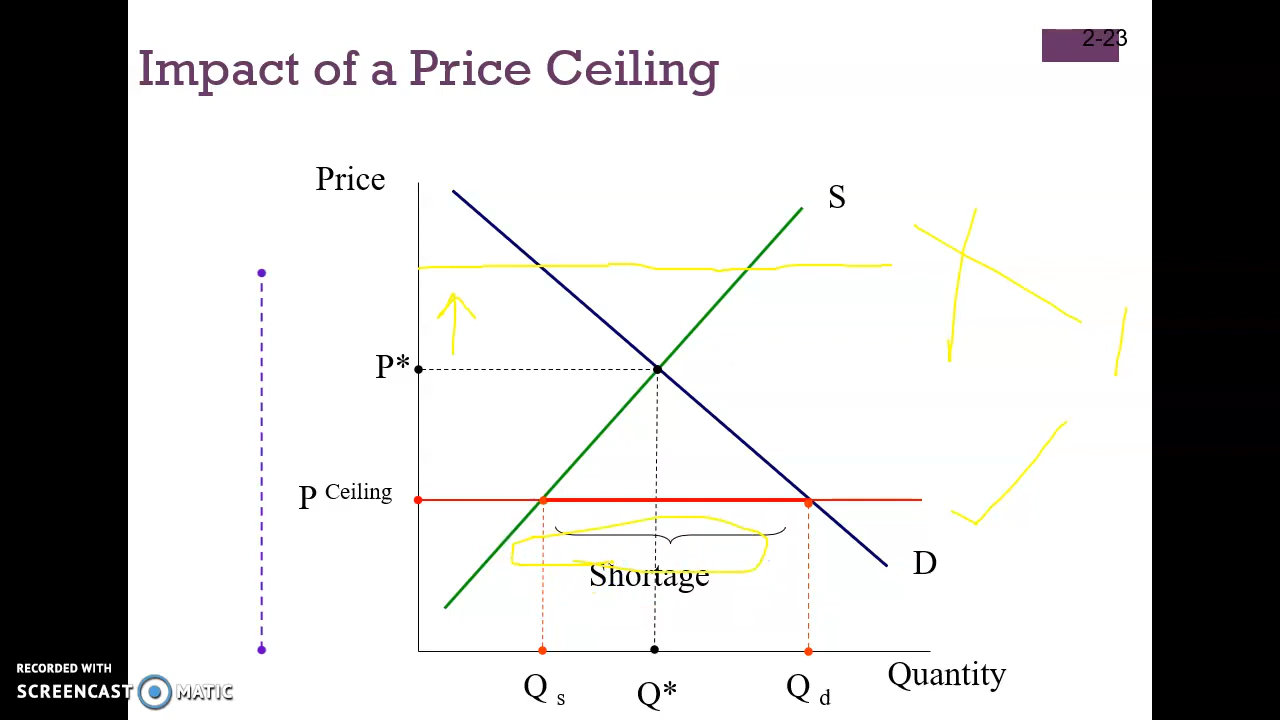 2-23
Impact of a Price Ceiling
Price
S
P*
P Ceiling
Shortage
D
Quantity
Q s
Q*
Q d
RECORDED WITH
SCREENCAST MATIC